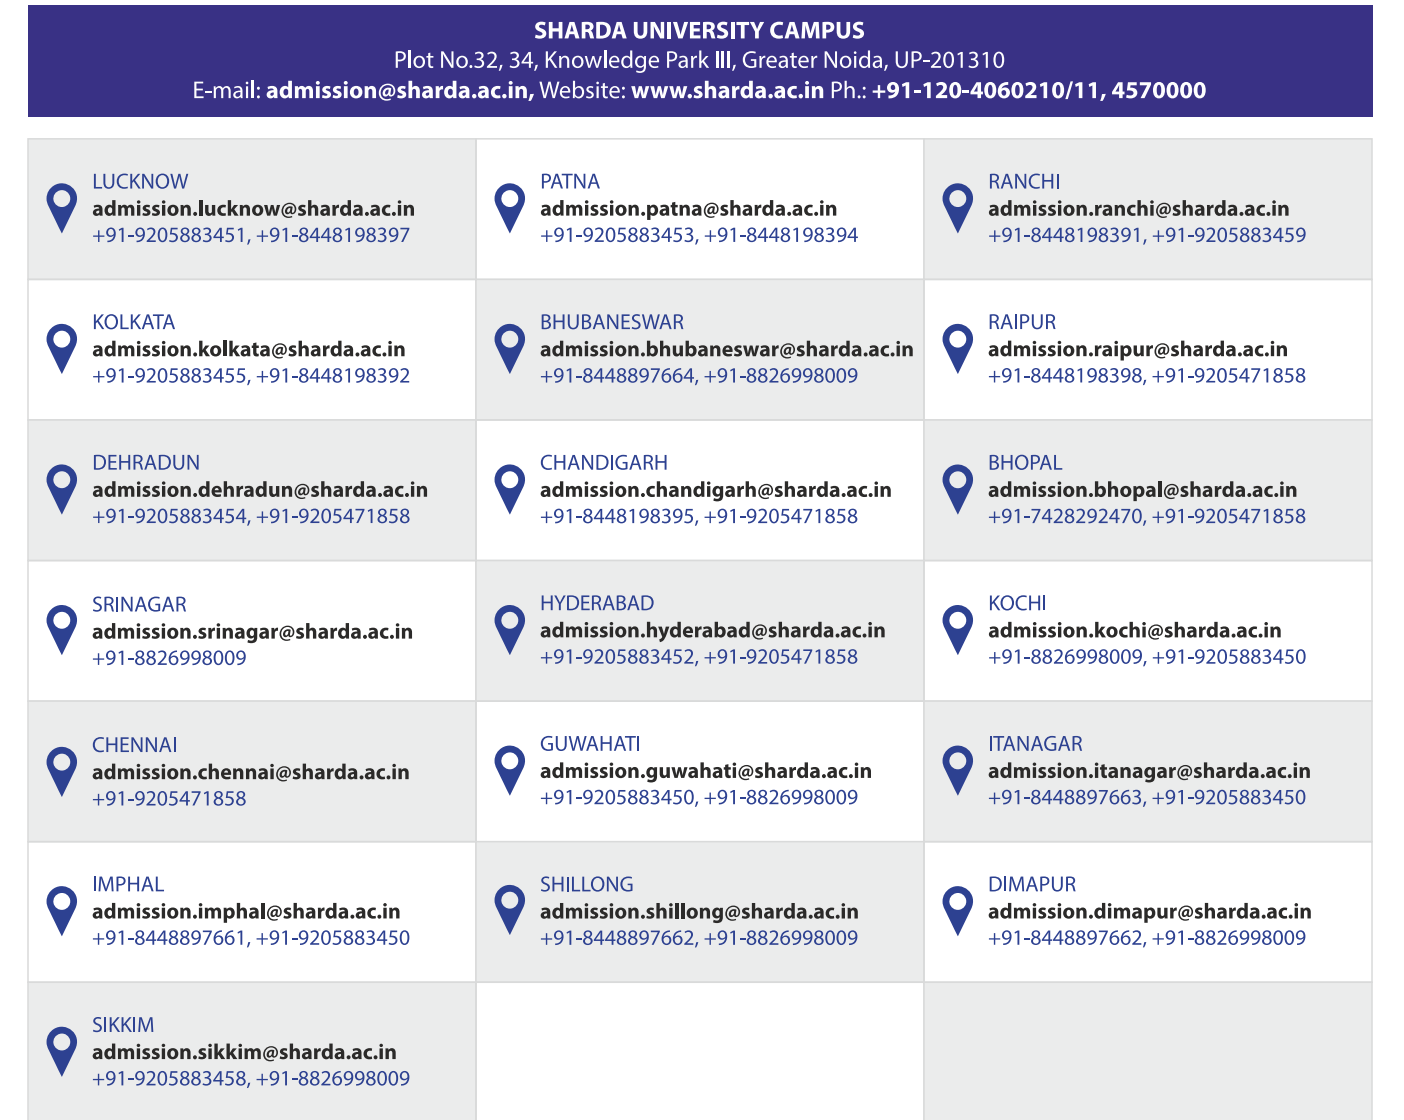 SHARDA UNIVERSITY CAMPUS
Plot No.32, 34, Knowledge Park III, Greater Noida, UP-201310
E-mail: admission@sharda.ac.in, Website: www.sharda.ac.in Ph.: +91-120-4060210/11, 4570000
LUCKNOW
admission.lucknow@sharda.ac.in
+91-9205883451, +91-8448198397
PATNA
admission.patna@sharda.ac.in
+91-9205883453, +91-8448198394
RANCHI
admission.ranchi@sharda.ac.in
+91-8448198391, +91-9205883459
KOLKATA
admission.kolkata@sharda.ac.in
+91-9205883455, +91-8448198392
BHUBANESWAR
admission.bhubaneswar@sharda.ac.in
+91-8448897664, +91-8826998009
RAIPUR
admission.raipur@sharda.ac.in
+91-8448198398, +91-9205471858
DEHRADUN
admission.dehradun@sharda.ac.in
+91-9205883454, +91-9205471858
CHANDIGARH
admission.chandigarh@sharda.ac.in
+91-8448198395, +91-9205471858
BHOPAL
admission.bhopal@sharda.ac.in
+91-7428292470, +91-9205471858
SRINAGAR
admission.srinagar@sharda.ac.in
+91-8826998009
HYDERABAD
admission.hyderabad@sharda.ac.in
+91-9205883452, +91-9205471858
KOCHI
admission.kochi@sharda.ac.in
+91-8826998009, +91-9205883450
CHENNAI
admission.chennai@sharda.ac.in
+91-9205471858
GUWAHATI
admission.guwahati@sharda.ac.in
+91-9205883450, +91-8826998009
ITANAGAR
admission.itanagar@sharda.ac.in
+91-8448897663, +91-9205883450
IMPHAL
admission.imphal@sharda.ac.in
+91-8448897661, +91-9205883450
SHILLONG
admission.shillong@sharda.ac.in
+91-8448897662, +91-8826998009
DIMAPUR
admission.dimapur@sharda.ac.in
+91-8448897662, +91-8826998009
SIKKIM
admission.sikkim@sharda.ac.in
+91-9205883458, +91-8826998009